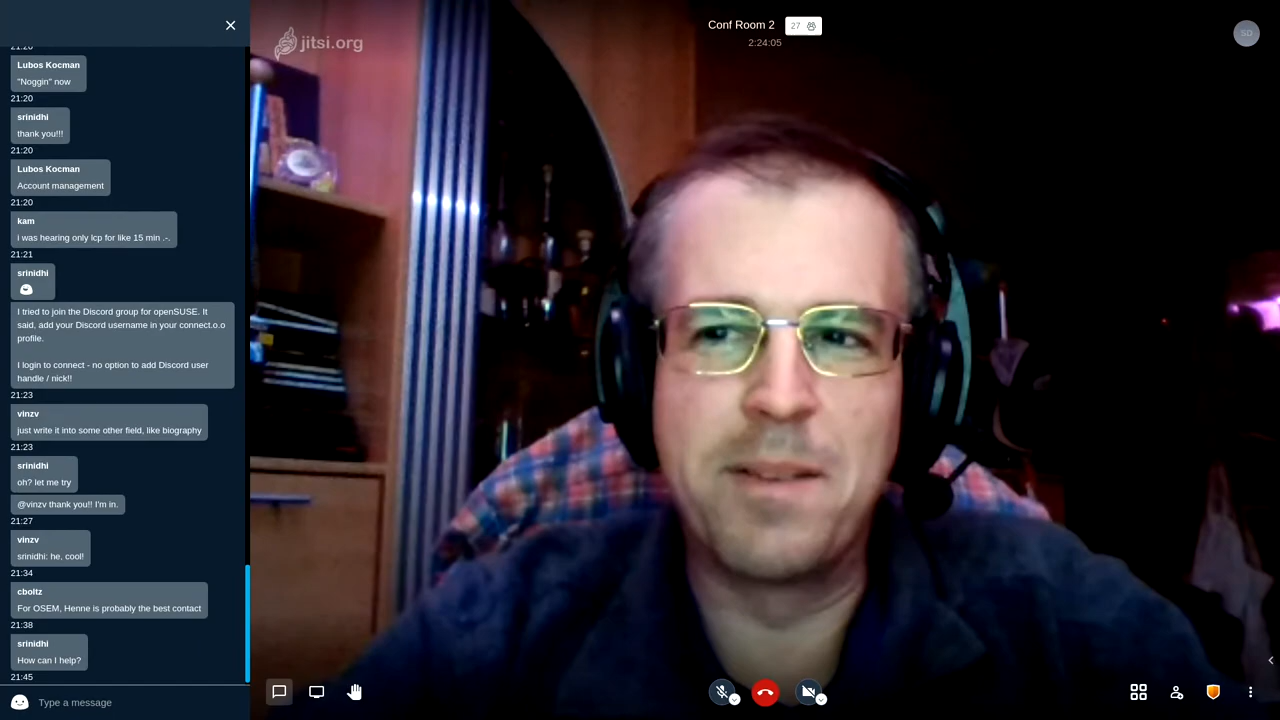 21:20
Lubos Kocman
"Noggin" now
21:20
srinidhi
thank you!!!
21:20
Lubos Kocman
Account management
21:20
kam
i was hearing only lcp for like 15 min .-.
21:21
srinidhi
I tried to join the Discord group for openSUSE. It
said, add your Discord username in your connect.o.o
profile.
I login to connect - no option to add Discord user
handle / nick!!
21:23
vinzv
just write it into some other field, like biography
21:23
srinidhi
oh? let me try
@vinzv thank you!! I'm in.
21:27
vinzv
srinidhi: he, cool!
21:34
cboltz
For OSEM, Henne is probably the best contact
21:38
srinidhi
How can I help?
21:45
Type a message
jitsi.org
Conf Room 2
27
2:24:05
SD